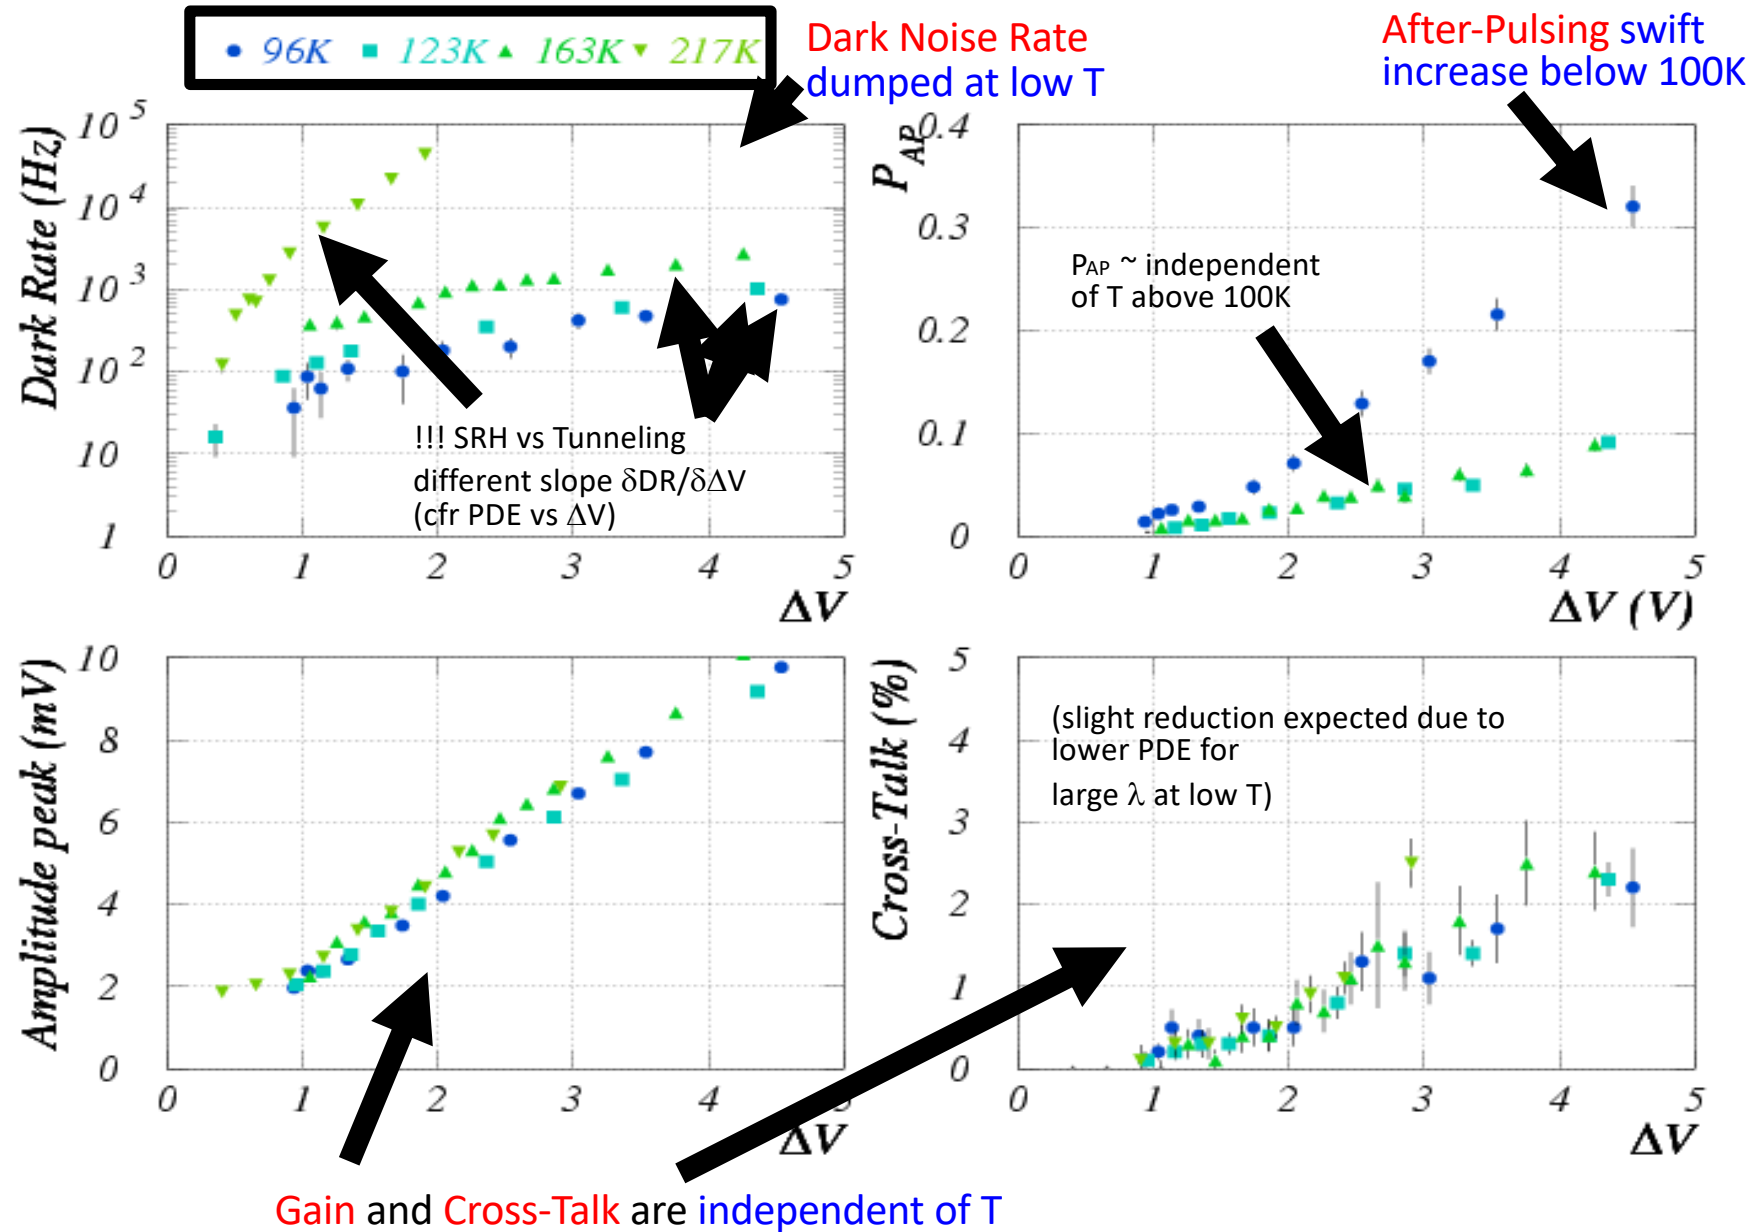 96K 123K 163K 217K
Dark Noise Rate
dumped at low T
After-Pulsing swift
increase below 100K
Dark Rate (Hz)
10^5
10^4
10^3
10^2
10
1
0 1 2 3 4 5
ΔV
!!! SRH vs Tunneling
different slope δDR/δΔV
(cfr PDE vs ΔV)
P_AP
0.4
0.3
0.2
0.1
0
0 1 2 3 4 5
ΔV (V)
PAP ~ independent
of T above 100K
Amplitude peak (mV)
10
8
6
4
2
0
0 1 2 3 4 5
ΔV
Cross-Talk (%)
5
4
3
2
1
0
0 1 2 3 4 5
ΔV
(slight reduction expected due to
lower PDE for
large λ at low T)
Gain and Cross-Talk are independent of T